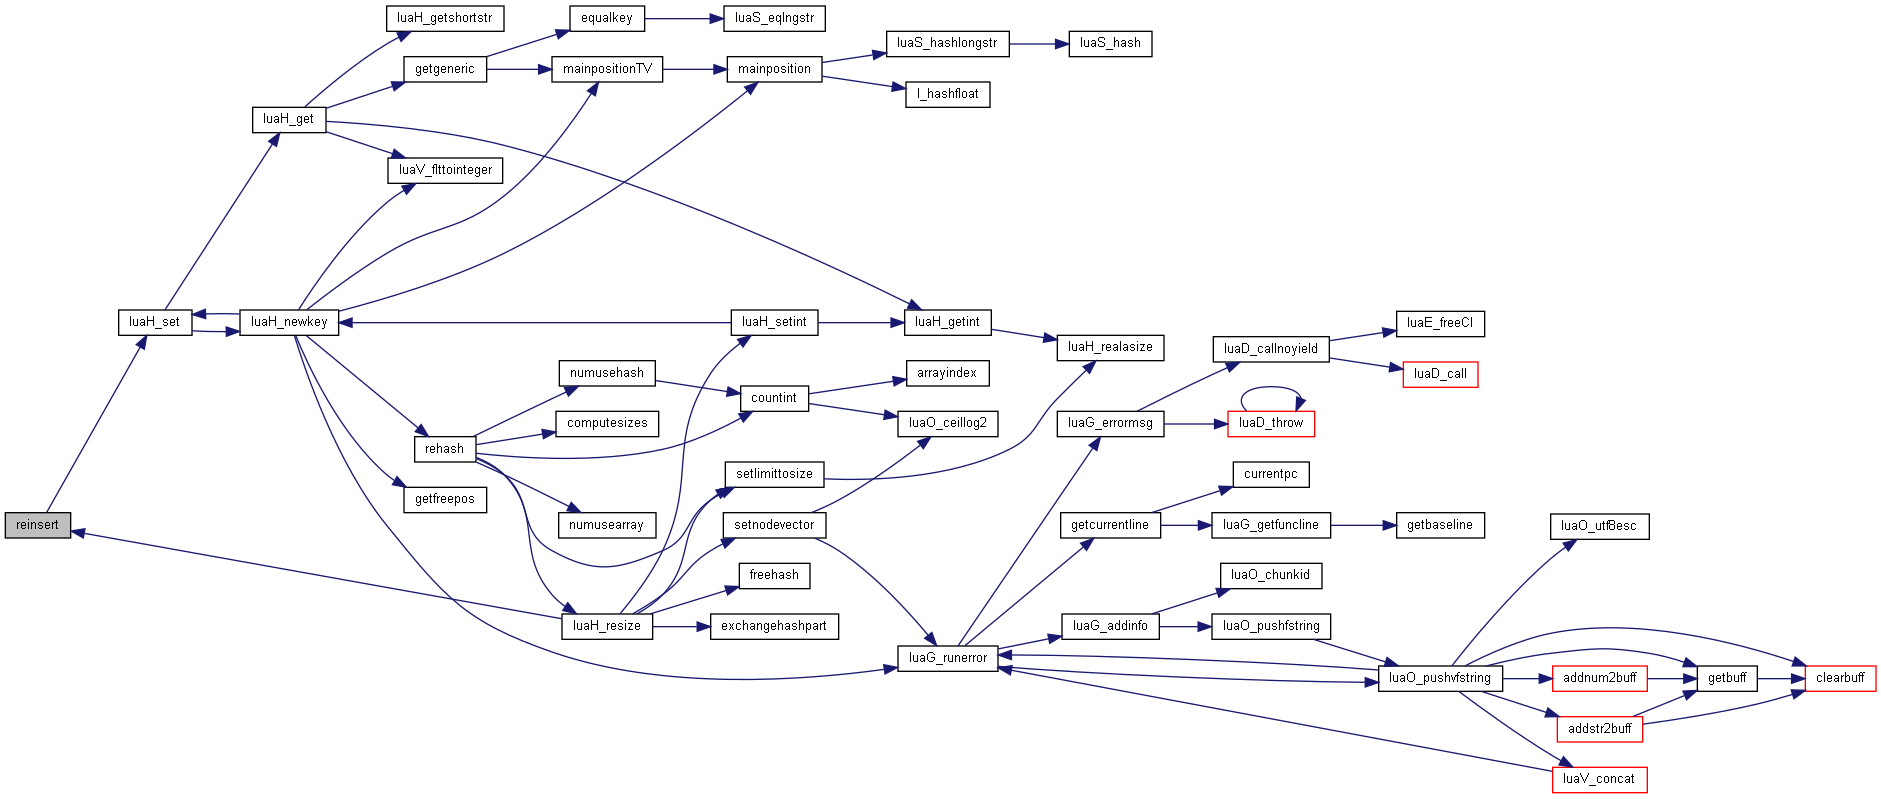 luaH_getshortstr
equalkey
luaS_eqlngstr
luaS_hashlongstr
luaS_hash
getgeneric
mainpositionTV
mainposition
l_hashfloat
luaH_get
luaV_flttointeger
luaH_set
luaH_newkey
luaH_setint
luaH_getint
luaE_freeCI
luaH_realasize
luaD_callnoyield
numusehash
arrayindex
luaD_call
countint
computesizes
luaO_ceillog2
luaG_errormsg
luaD_throw
rehash
setlimittosize
currentpc
getfreepos
reinsert
numusearray
setnodevector
getcurrentline
luaG_getfuncline
getbaseline
luaO_utf8esc
freehash
luaO_chunkid
luaH_resize
exchangehashpart
luaG_addinfo
luaO_pushfstring
luaG_runerror
luaO_pushvfstring
addnum2buff
getbuff
clearbuff
addstr2buff
luaV_concat